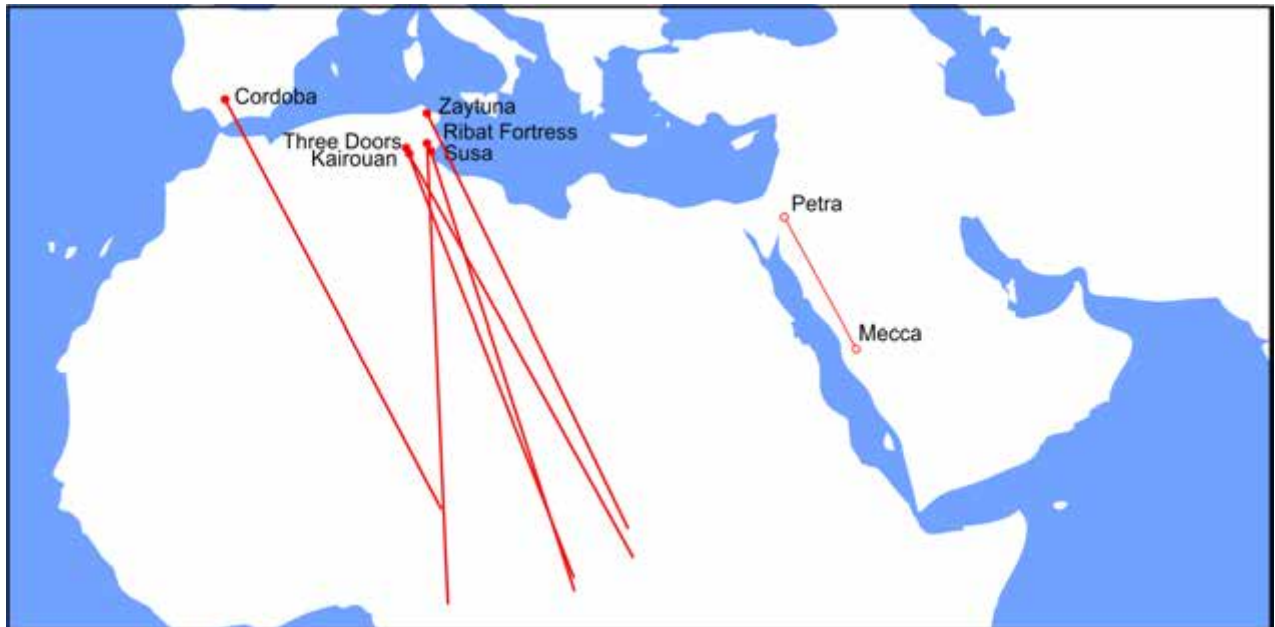 Cordoba
Zaytuna
Ribat Fortress
Three Doors
Susa
Kairouan
Petra
Mecca